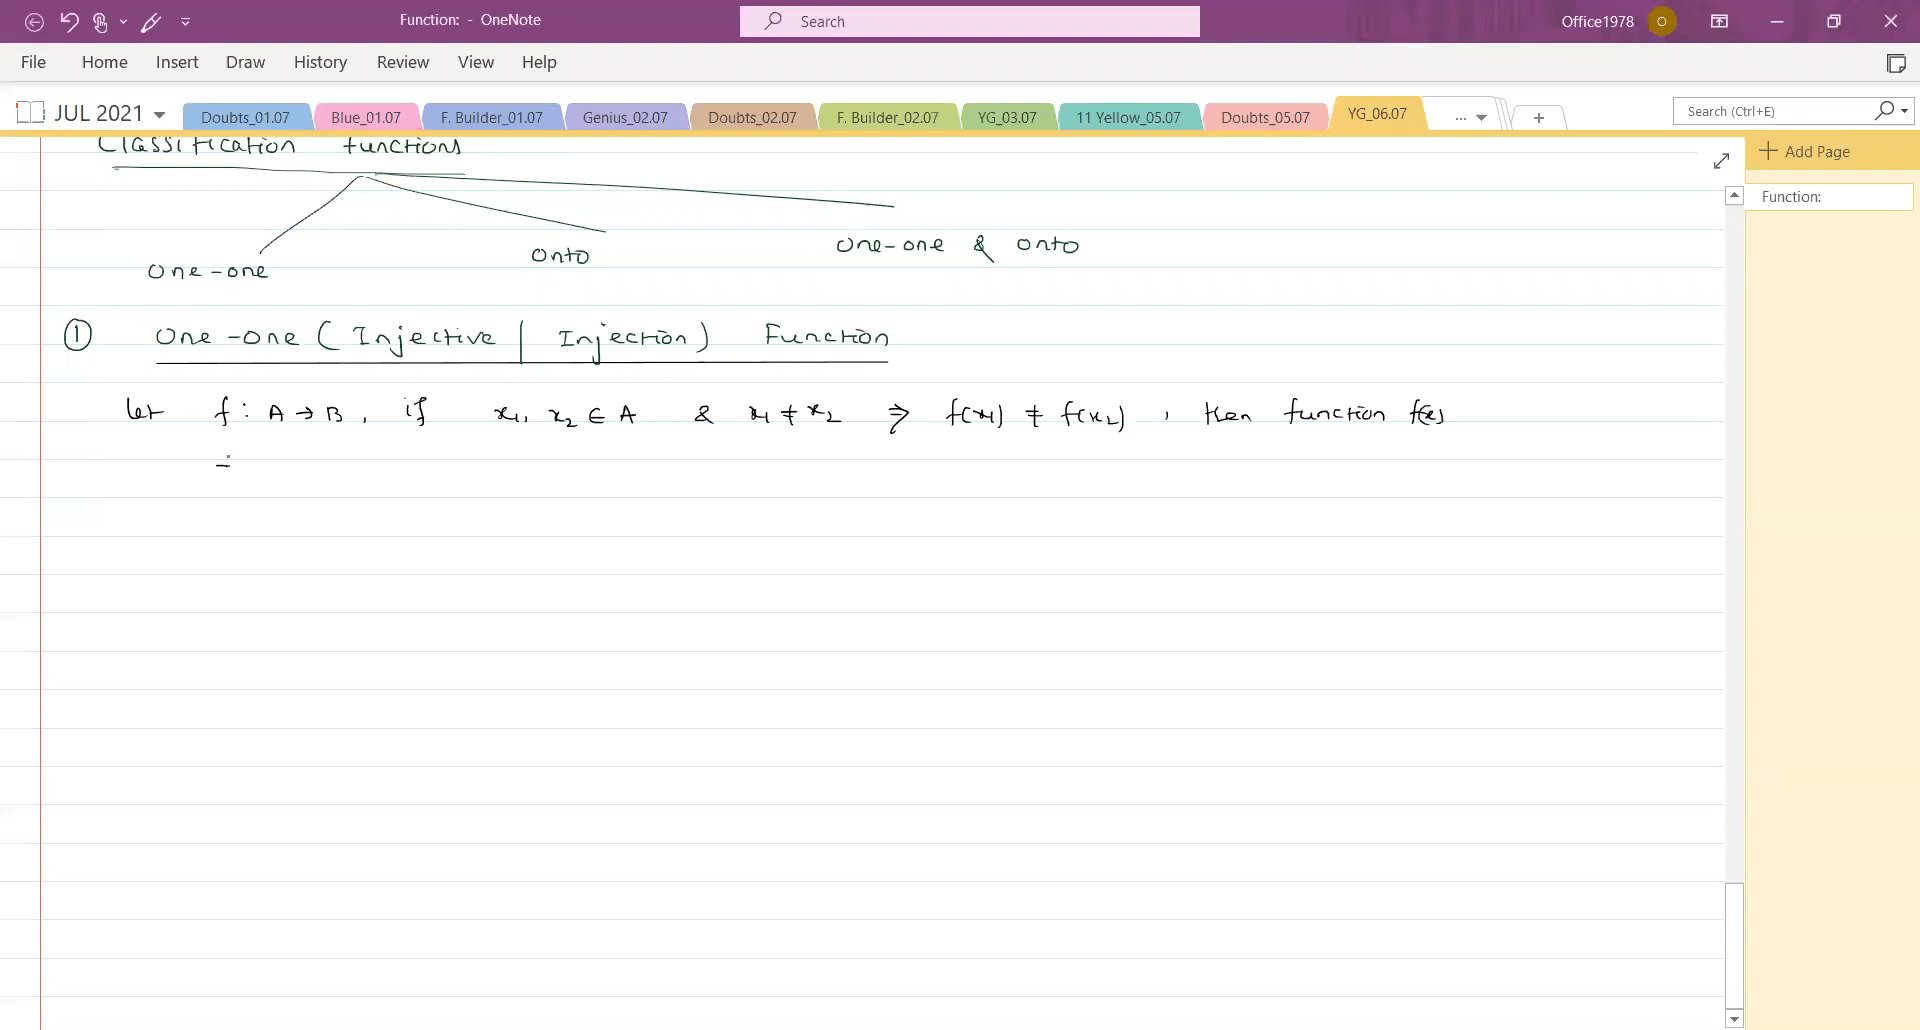 Function: - OneNote
Search
Office1978
O
File Home Insert Draw History Review View Help
JUL 2021
Doubts_01.07 Blue_01.07 F. Builder_01.07 Genius_02.07 Doubts_02.07 F. Builder_02.07 YG_03.07 11 Yellow_05.07 Doubts_05.07 YG_06.07 ... +
Search (Ctrl+E)
Add Page
Function:
Classification functions
One-one
Onto
One-one & onto
① One-One (Injective | Injection) Function
let f : A → B , if x₁, x₂ ∈ A & x₁ ≠ x₂ ⇒ f(x₁) ≠ f(x₂) , then function f(x)